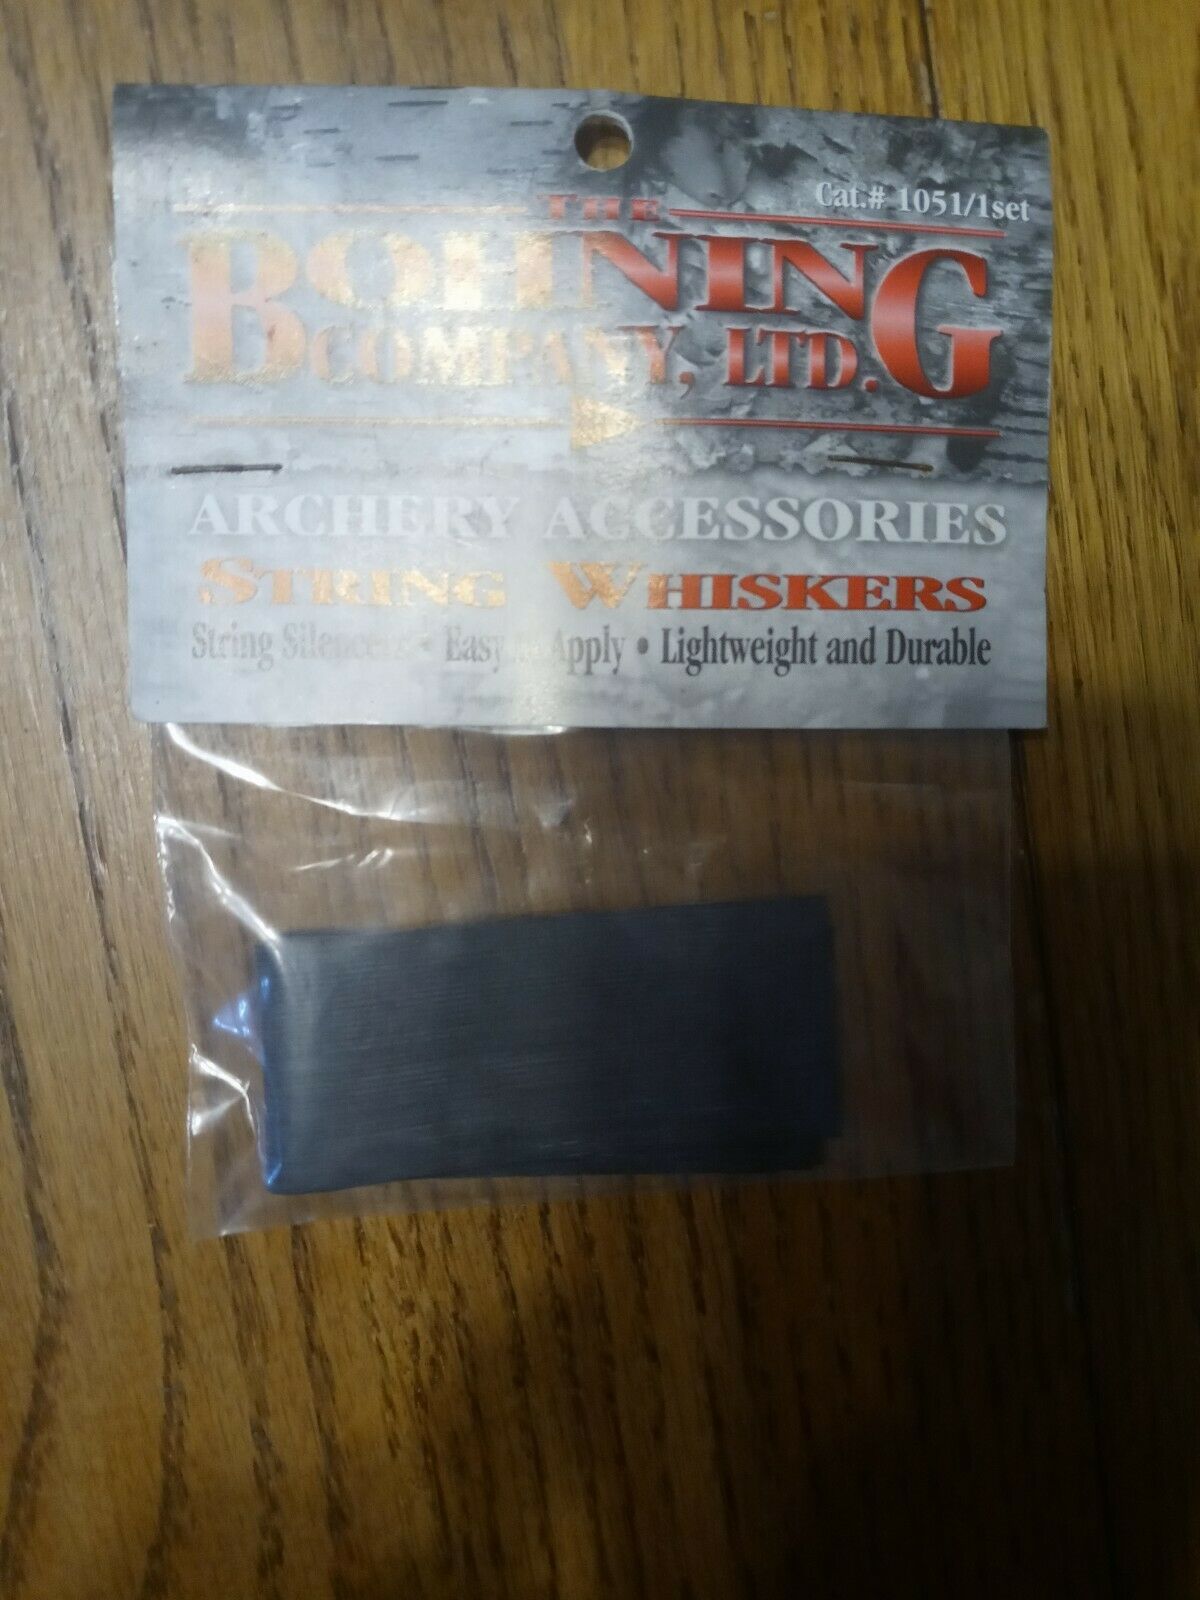 Cat.# 1051/1set
THE
BOHNING
COMPANY, LTD.
ARCHERY ACCESSORIES
STRING WHISKERS
String Silencers • Easy to Apply • Lightweight and Durable